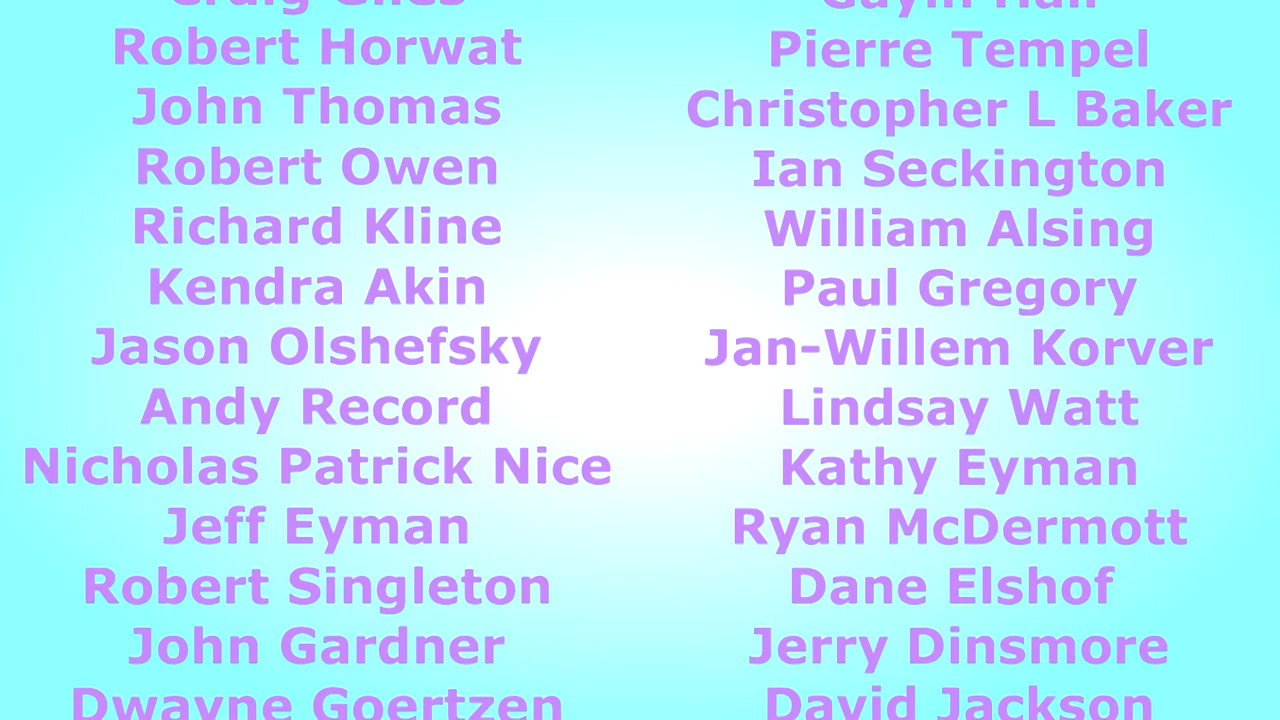 Robert Horwat
John Thomas
Robert Owen
Richard Kline
Kendra Akin
Jason Olshefsky
Andy Record
Nicholas Patrick Nice
Jeff Eyman
Robert Singleton
John Gardner
Dwayne Goertzen
Pierre Tempel
Christopher L Baker
Ian Seckington
William Alsing
Paul Gregory
Jan-Willem Korver
Lindsay Watt
Kathy Eyman
Ryan McDermott
Dane Elshof
Jerry Dinsmore
David Jackson